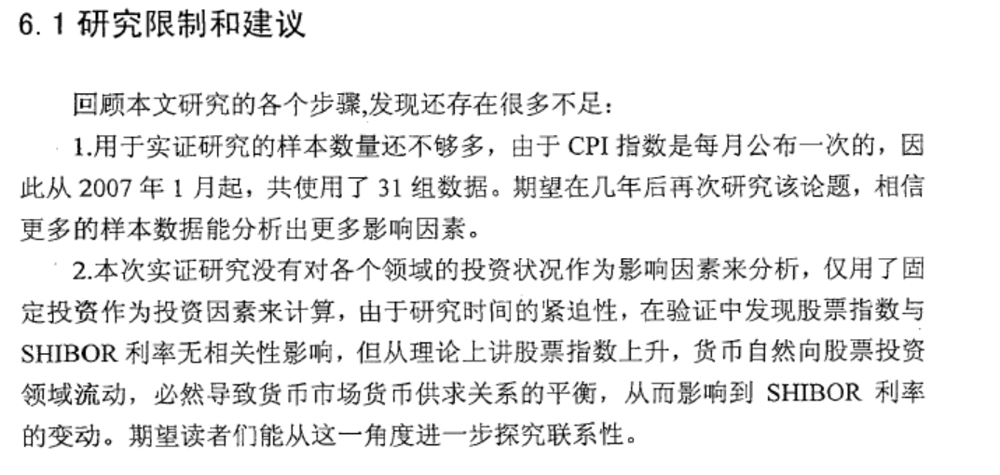 6.1 研究限制和建议
回顾本文研究的各个步骤,发现还存在很多不足：
1.用于实证研究的样本数量还不够多，由于 CPI 指数是每月公布一次的，因
此从 2007 年 1 月起，共使用了 31 组数据。期望在几年后再次研究该论题，相信
更多的样本数据能分析出更多影响因素。
2.本次实证研究没有对各个领域的投资状况作为影响因素来分析，仅用了固
定投资作为投资因素来计算，由于研究时间的紧迫性，在验证中发现股票指数与
SHIBOR 利率无相关性影响，但从理论上讲股票指数上升，货币自然向股票投资
领域流动，必然导致货币市场货币供求关系的平衡，从而影响到 SHIBOR 利率
的变动。期望读者们能从这一角度进一步探究联系性。